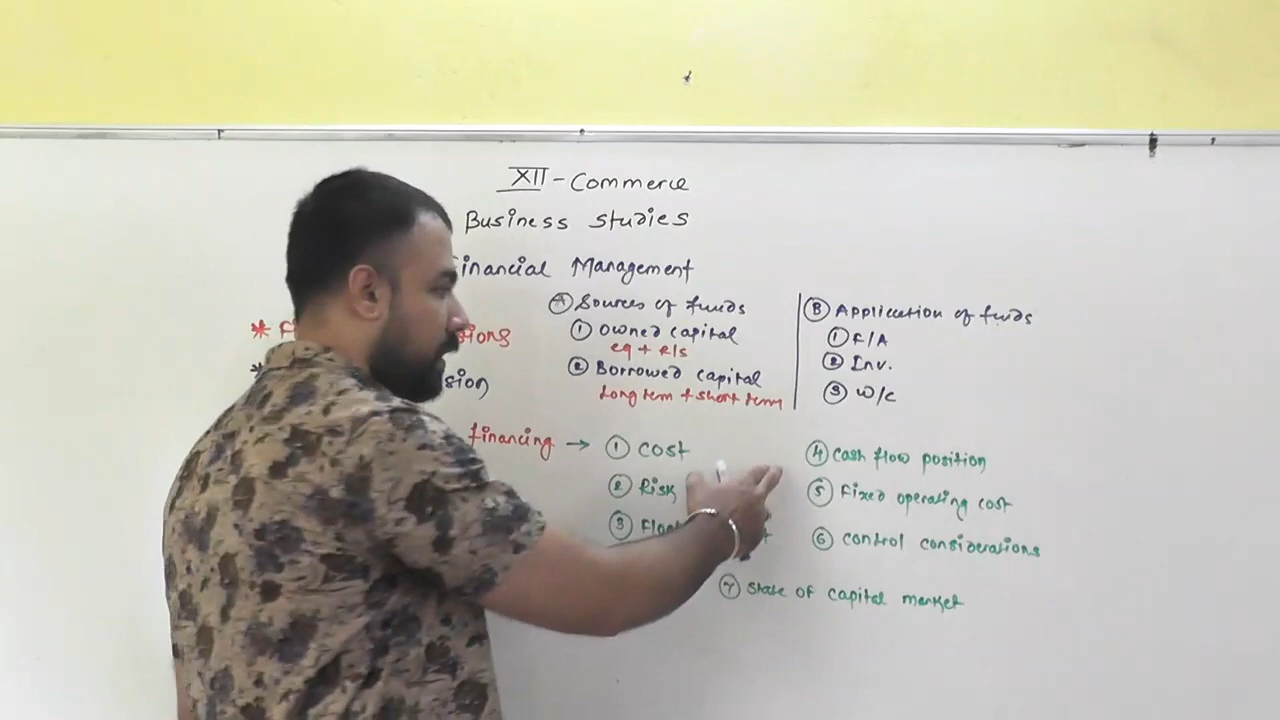 XII - Commerce
Business Studies
Financial Management
Ⓐ Sources of funds
① Owned capital
eq + R/s
② Borrowed capital
Long term + short term
Ⓑ Application of funds
① F/A
② Inv.
③ W/C
*
*
financing → ① Cost
② Risk
③
④ Cash flow position
⑤ Fixed operating cost
⑥ Control considerations
⑦ State of capital market